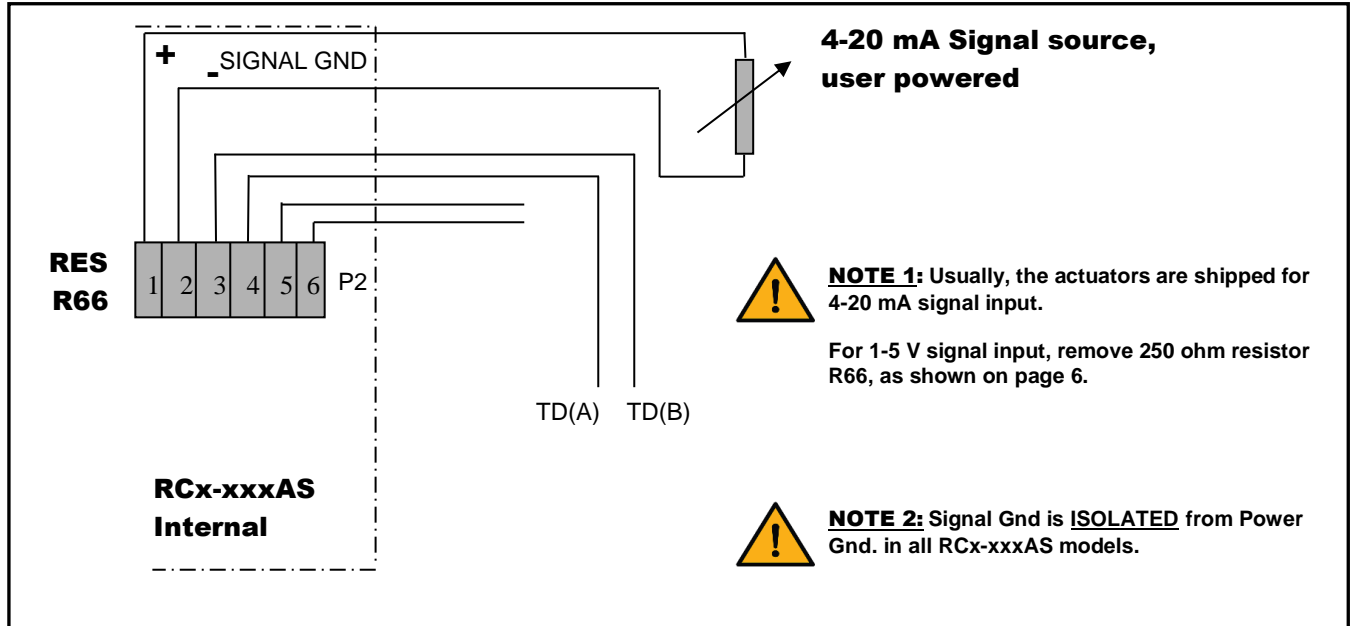 4-20 mA Signal source,
user powered
+
-SIGNAL GND
RES
R66
1 2 3 4 5 6 P2
NOTE 1: Usually, the actuators are shipped for
4-20 mA signal input.
For 1-5 V signal input, remove 250 ohm resistor
R66, as shown on page 6.
TD(A) TD(B)
RCx-xxxAS
Internal
NOTE 2: Signal Gnd is ISOLATED from Power
Gnd. in all RCx-xxxAS models.